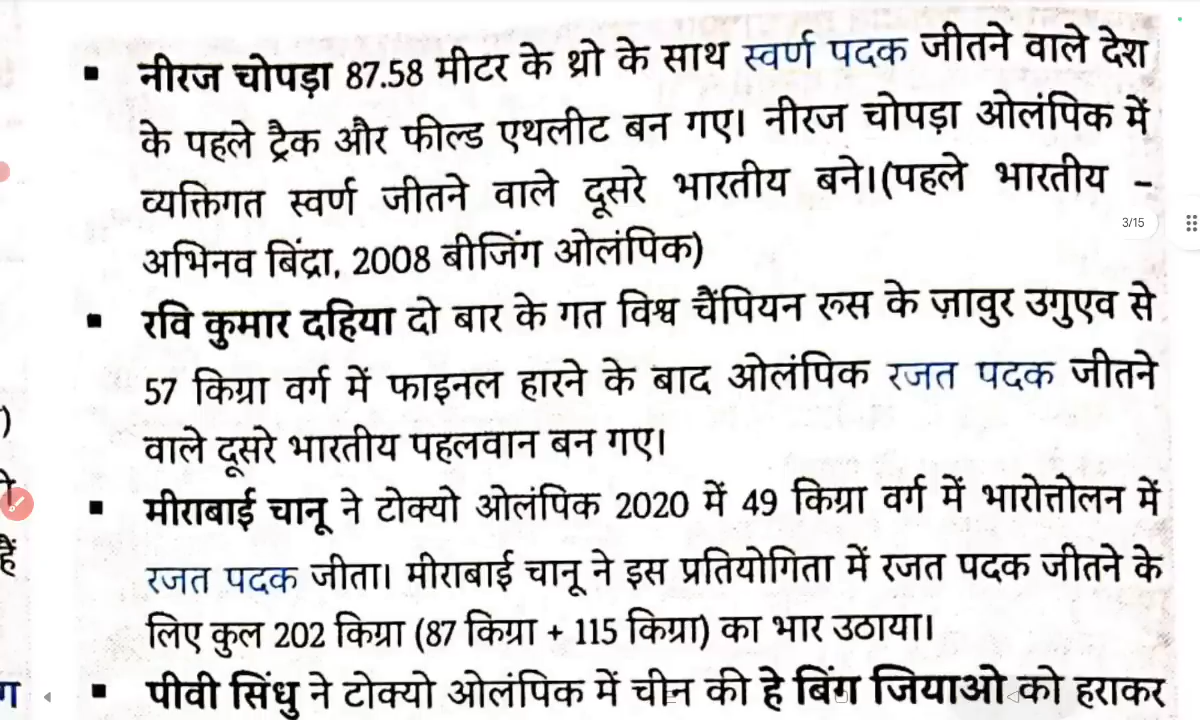 ▪ नीरज चोपड़ा 87.58 मीटर के थ्रो के साथ स्वर्ण पदक जीतने वाले देश
के पहले ट्रैक और फील्ड एथलीट बन गए। नीरज चोपड़ा ओलंपिक में
व्यक्तिगत स्वर्ण जीतने वाले दूसरे भारतीय बने।(पहले भारतीय –
3/15
अभिनव बिंद्रा, 2008 बीजिंग ओलंपिक)
▪ रवि कुमार दहिया दो बार के गत विश्व चैंपियन रूस के ज़ावुर उगुएव से
57 किग्रा वर्ग में फाइनल हारने के बाद ओलंपिक रजत पदक जीतने
वाले दूसरे भारतीय पहलवान बन गए।
▪ मीराबाई चानू ने टोक्यो ओलंपिक 2020 में 49 किग्रा वर्ग में भारोत्तोलन में
रजत पदक जीता। मीराबाई चानू ने इस प्रतियोगिता में रजत पदक जीतने के
लिए कुल 202 किग्रा (87 किग्रा + 115 किग्रा) का भार उठाया।
▪ पीवी सिंधु ने टोक्यो ओलंपिक में चीन की हे बिंग जियाओ को हराकर